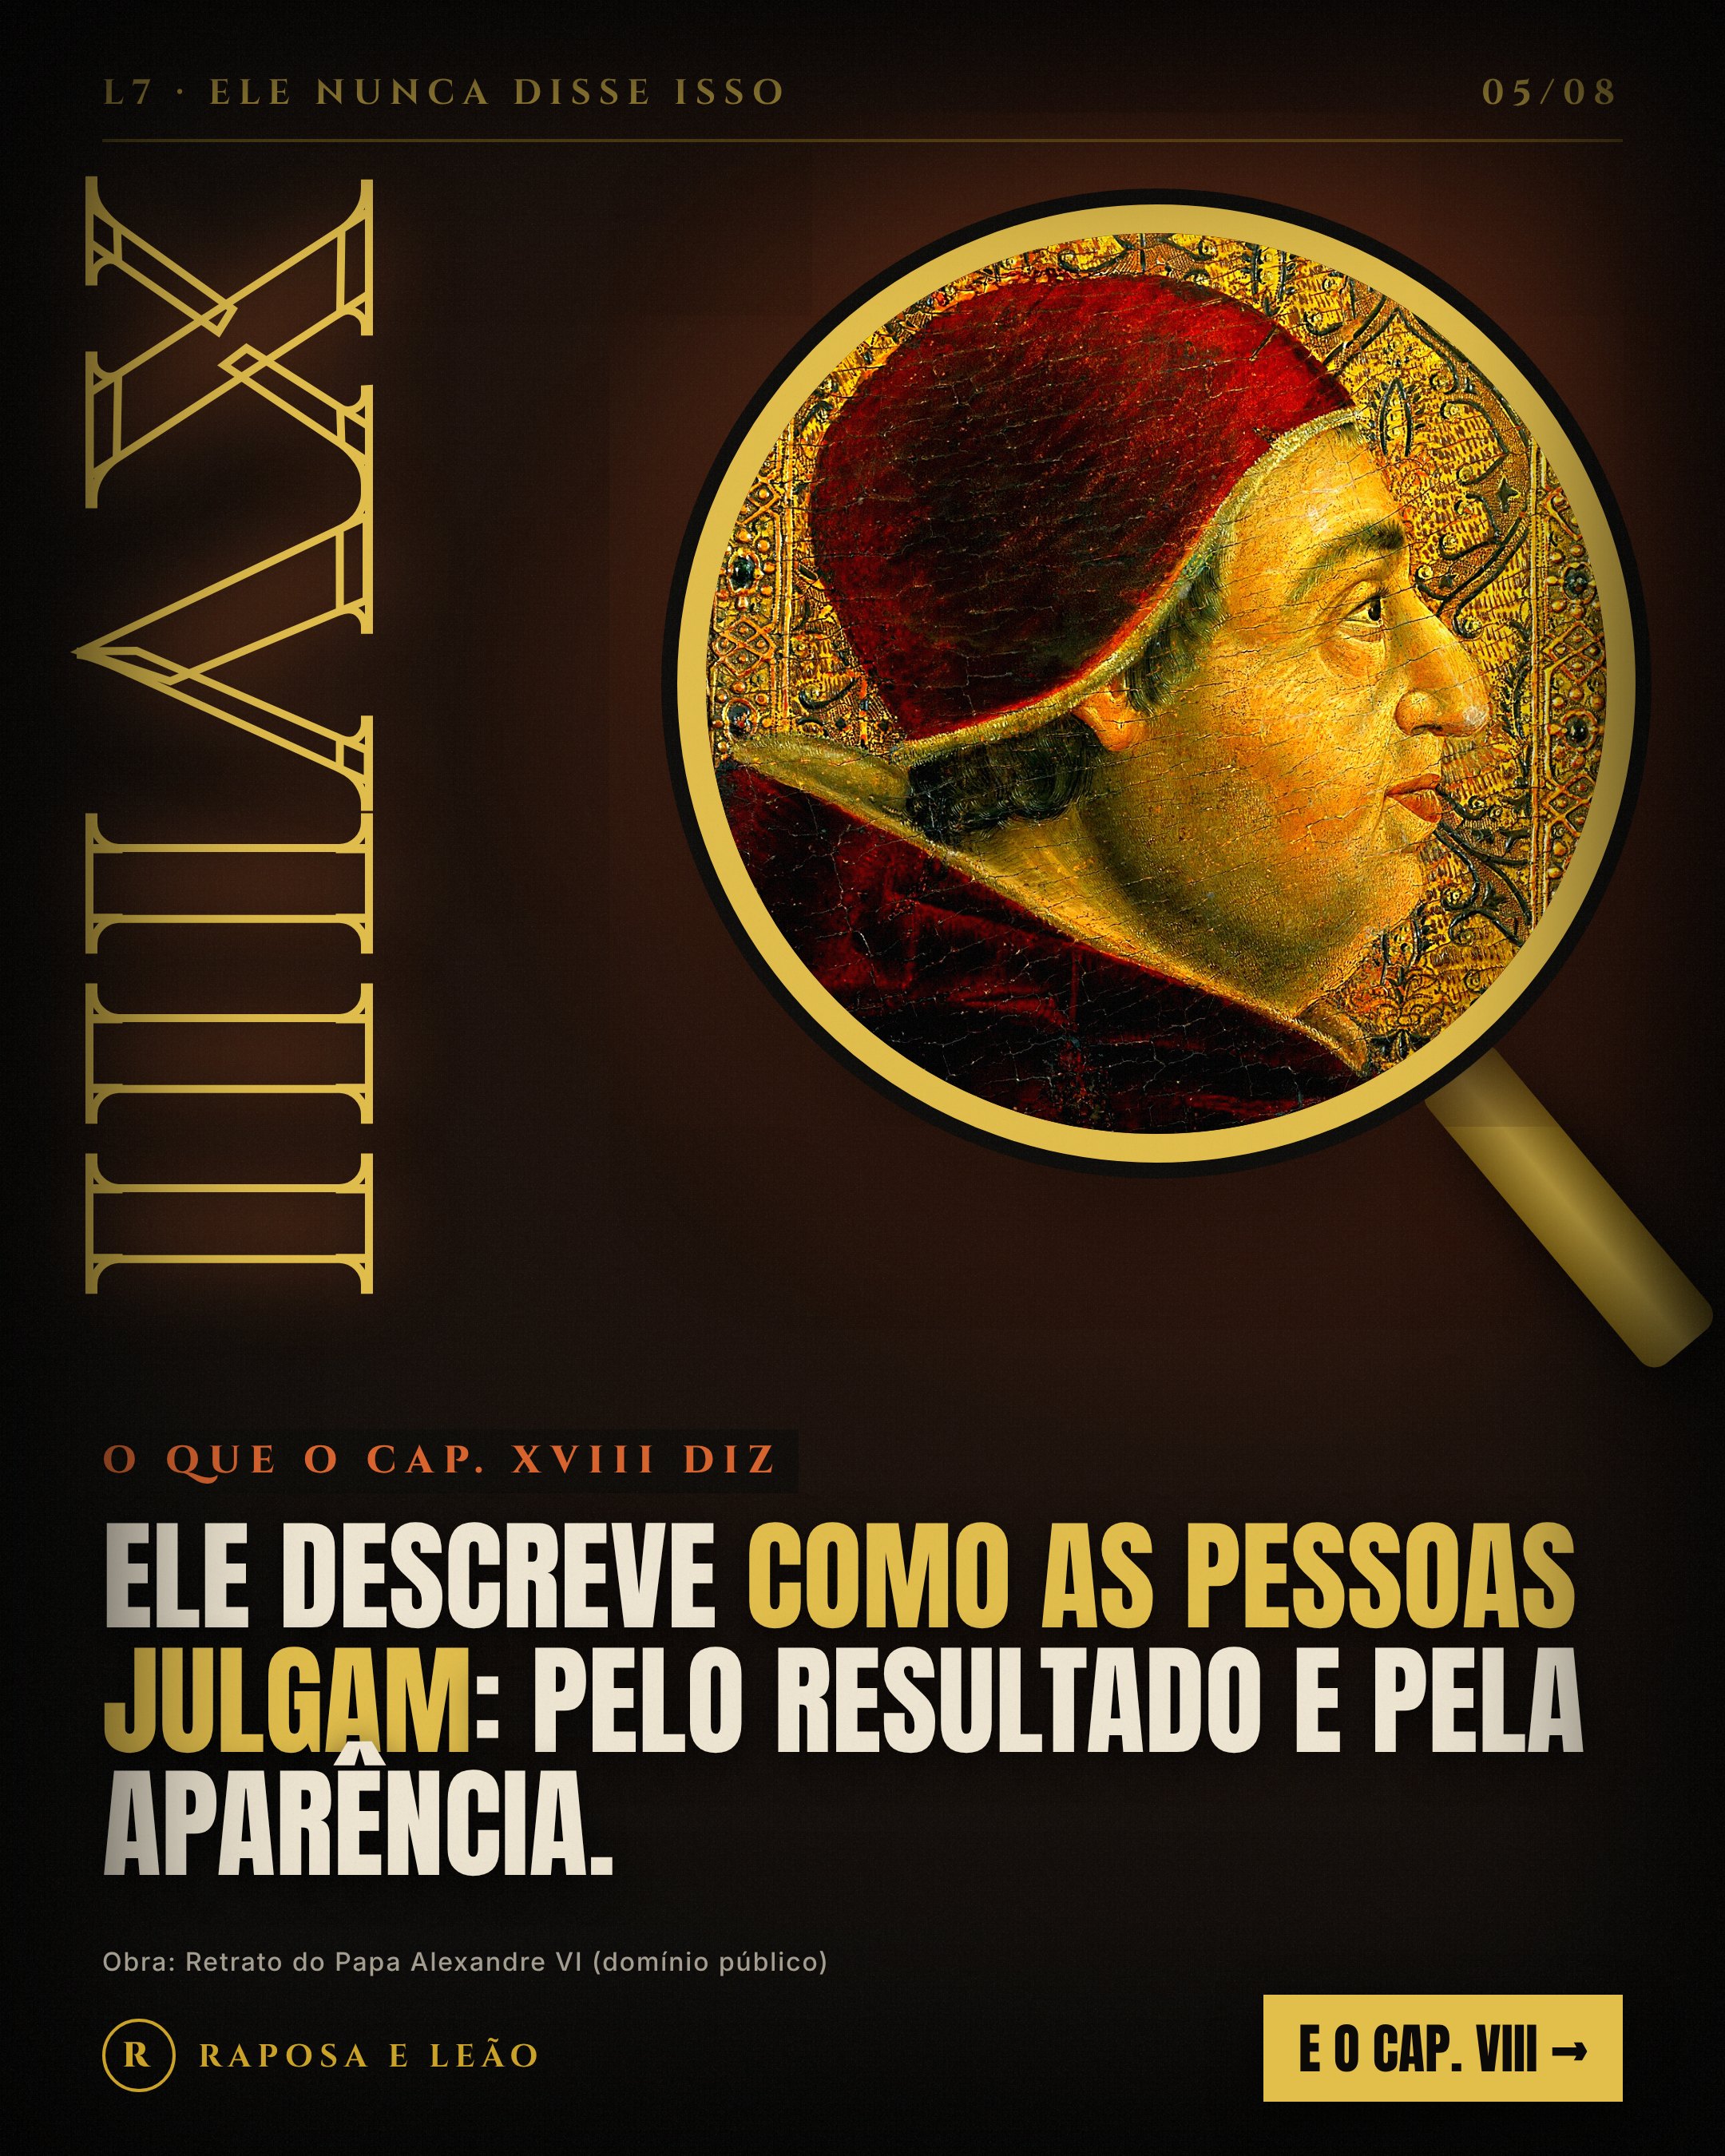 L7 · ELE NUNCA DISSE ISSO
05/08
XVIII
O QUE O CAP. XVIII DIZ
ELE DESCREVE COMO AS PESSOAS
JULGAM: PELO RESULTADO E PELA
APARÊNCIA.
Obra: Retrato do Papa Alexandre VI (domínio público)
R RAPOSA E LEÃO
E O CAP. VIII →